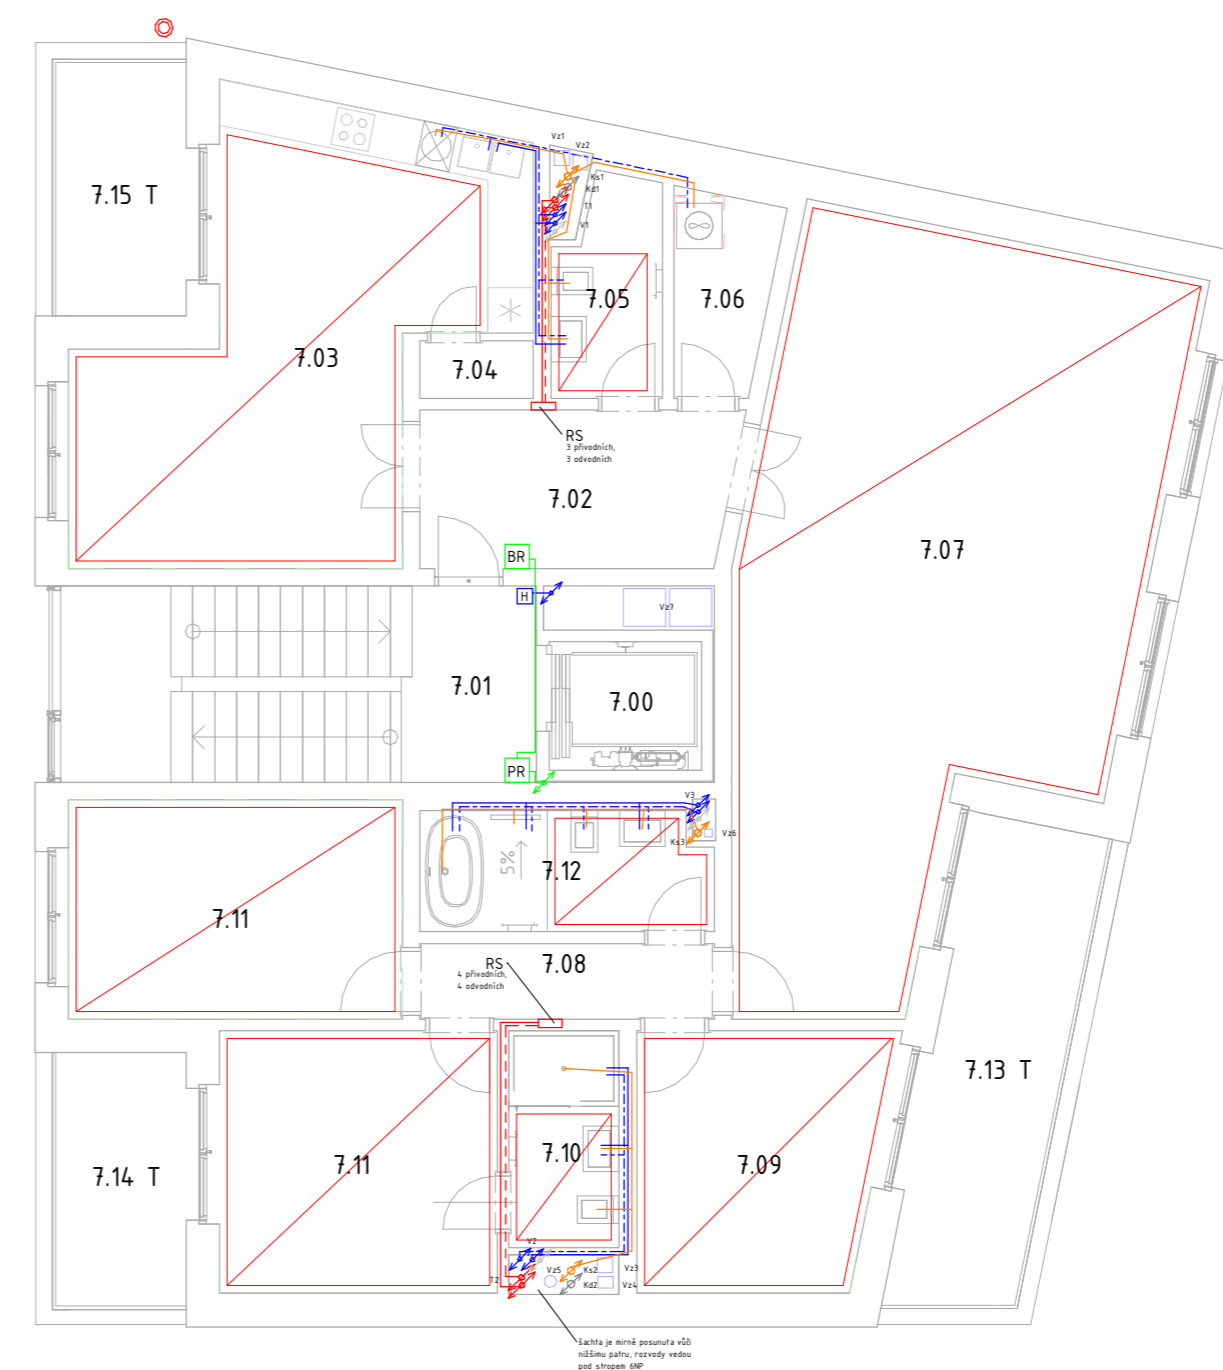 Vz1
Vz2
Ks1
Kd1
T1
V1
7.15 T
7.05
7.06
7.03
7.04
RS
3 přívodních,
3 odvodních
7.02
7.07
BR
H
Vz7
7.01
7.00
PR
V3
Vz6
Ks3
5%
7.12
7.11
7.08
RS
4 přívodních,
4 odvodních
7.13 T
7.10
7.09
7.11
7.14 T
V2
Vz5
Ks2
Vz3
T2
Kd2
Vz4
šachta je mírně posunuta vůči
nižšímu patru, rozvody vedou
pod stropem 6NP